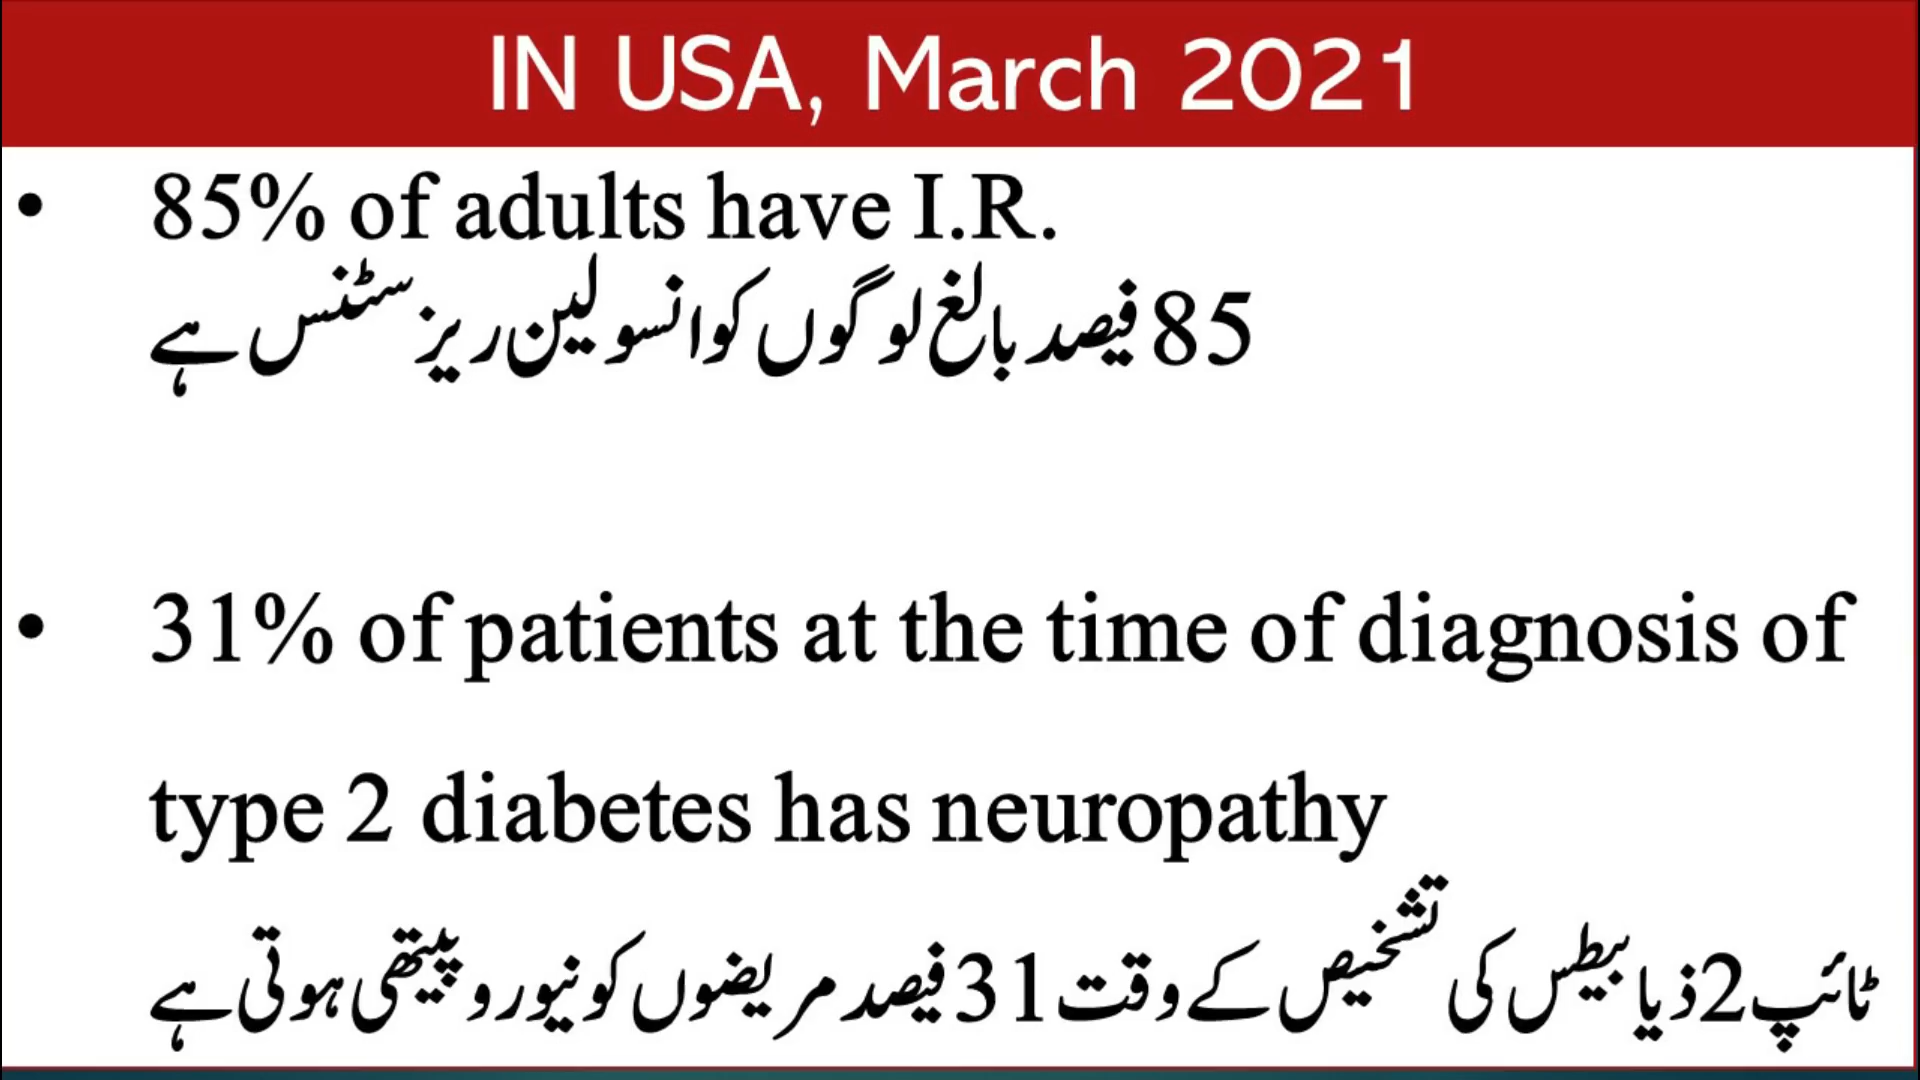 IN USA, March 2021
• 85% of adults have I.R.
85 فیصد بالغ لوگوں کو انسولین ریزسٹنس ہے
• 31% of patients at the time of diagnosis of
type 2 diabetes has neuropathy
ٹائپ 2 ذیابیطس کی تشخیص کے وقت 31 فیصد مریضوں کو نیوروپیتھی ہوتی ہے